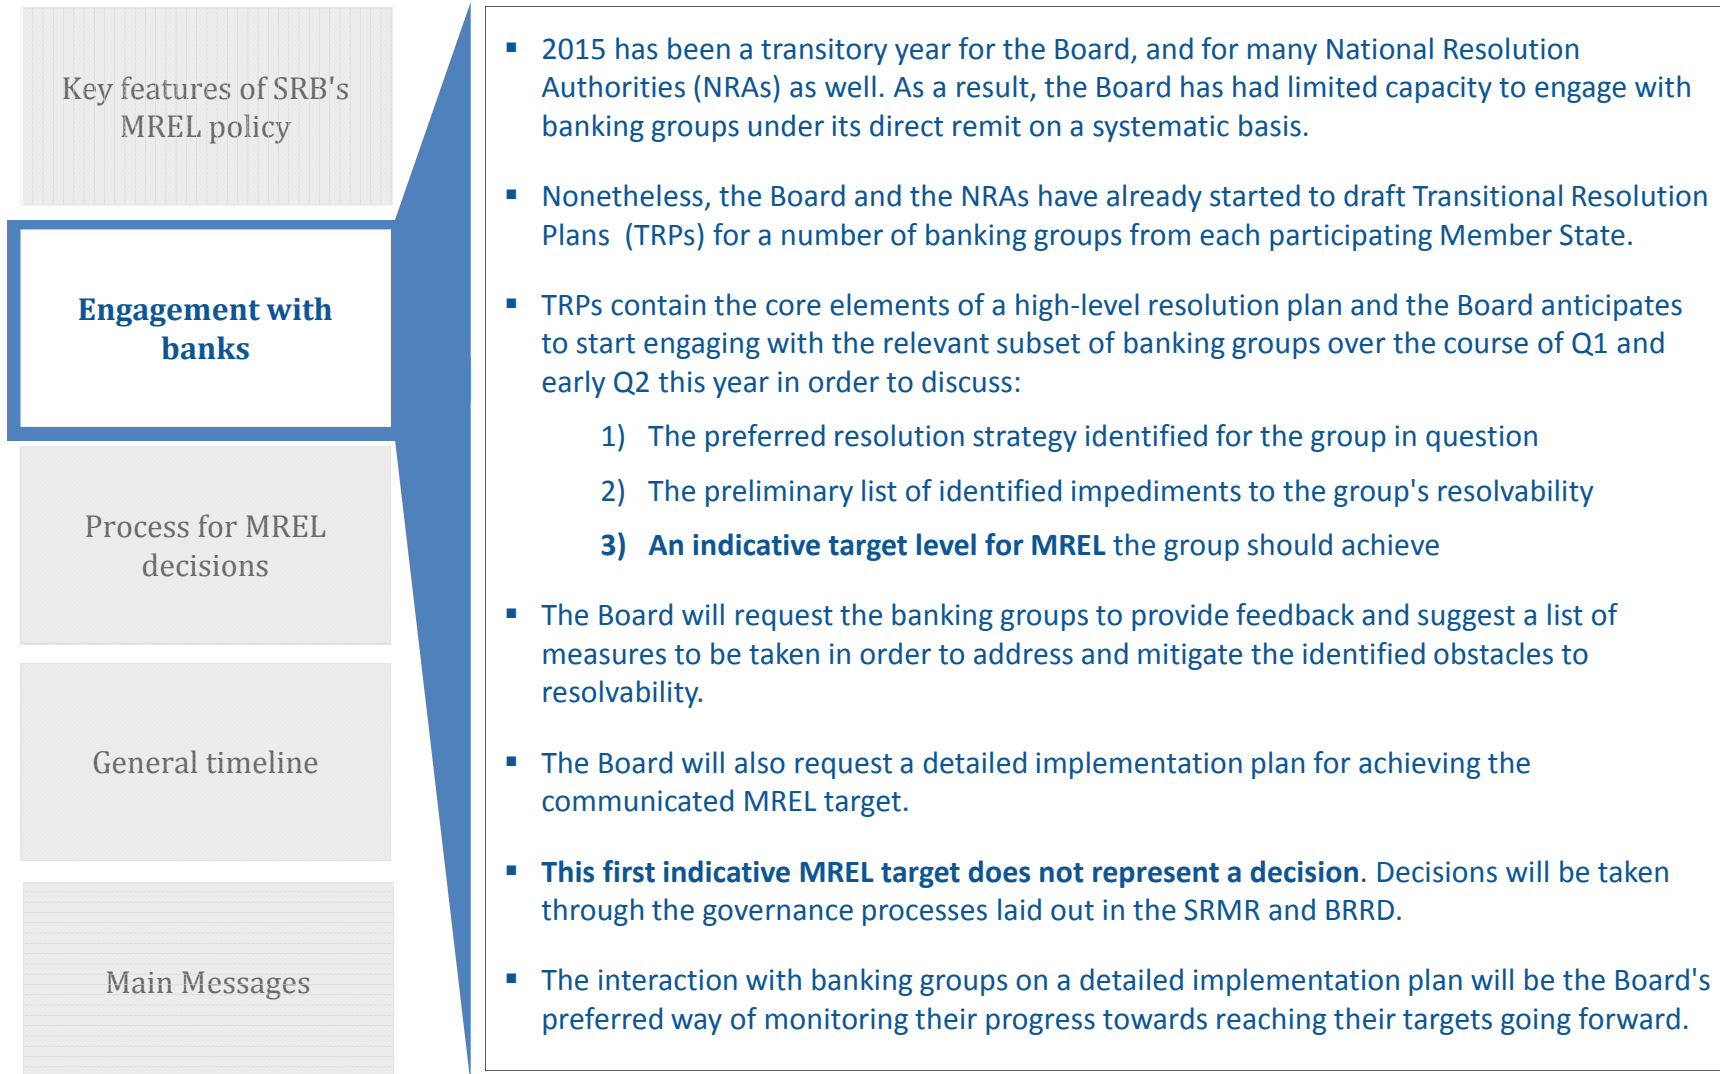 Key features of SRB's
MREL policy
Engagement with
banks
Process for MREL
decisions
General timeline
Main Messages
▪ 2015 has been a transitory year for the Board, and for many National Resolution
Authorities (NRAs) as well. As a result, the Board has had limited capacity to engage with
banking groups under its direct remit on a systematic basis.
▪ Nonetheless, the Board and the NRAs have already started to draft Transitional Resolution
Plans (TRPs) for a number of banking groups from each participating Member State.
▪ TRPs contain the core elements of a high-level resolution plan and the Board anticipates
to start engaging with the relevant subset of banking groups over the course of Q1 and
early Q2 this year in order to discuss:
1) The preferred resolution strategy identified for the group in question
2) The preliminary list of identified impediments to the group's resolvability
3) An indicative target level for MREL the group should achieve
▪ The Board will request the banking groups to provide feedback and suggest a list of
measures to be taken in order to address and mitigate the identified obstacles to
resolvability.
▪ The Board will also request a detailed implementation plan for achieving the
communicated MREL target.
▪ This first indicative MREL target does not represent a decision. Decisions will be taken
through the governance processes laid out in the SRMR and BRRD.
▪ The interaction with banking groups on a detailed implementation plan will be the Board's
preferred way of monitoring their progress towards reaching their targets going forward.